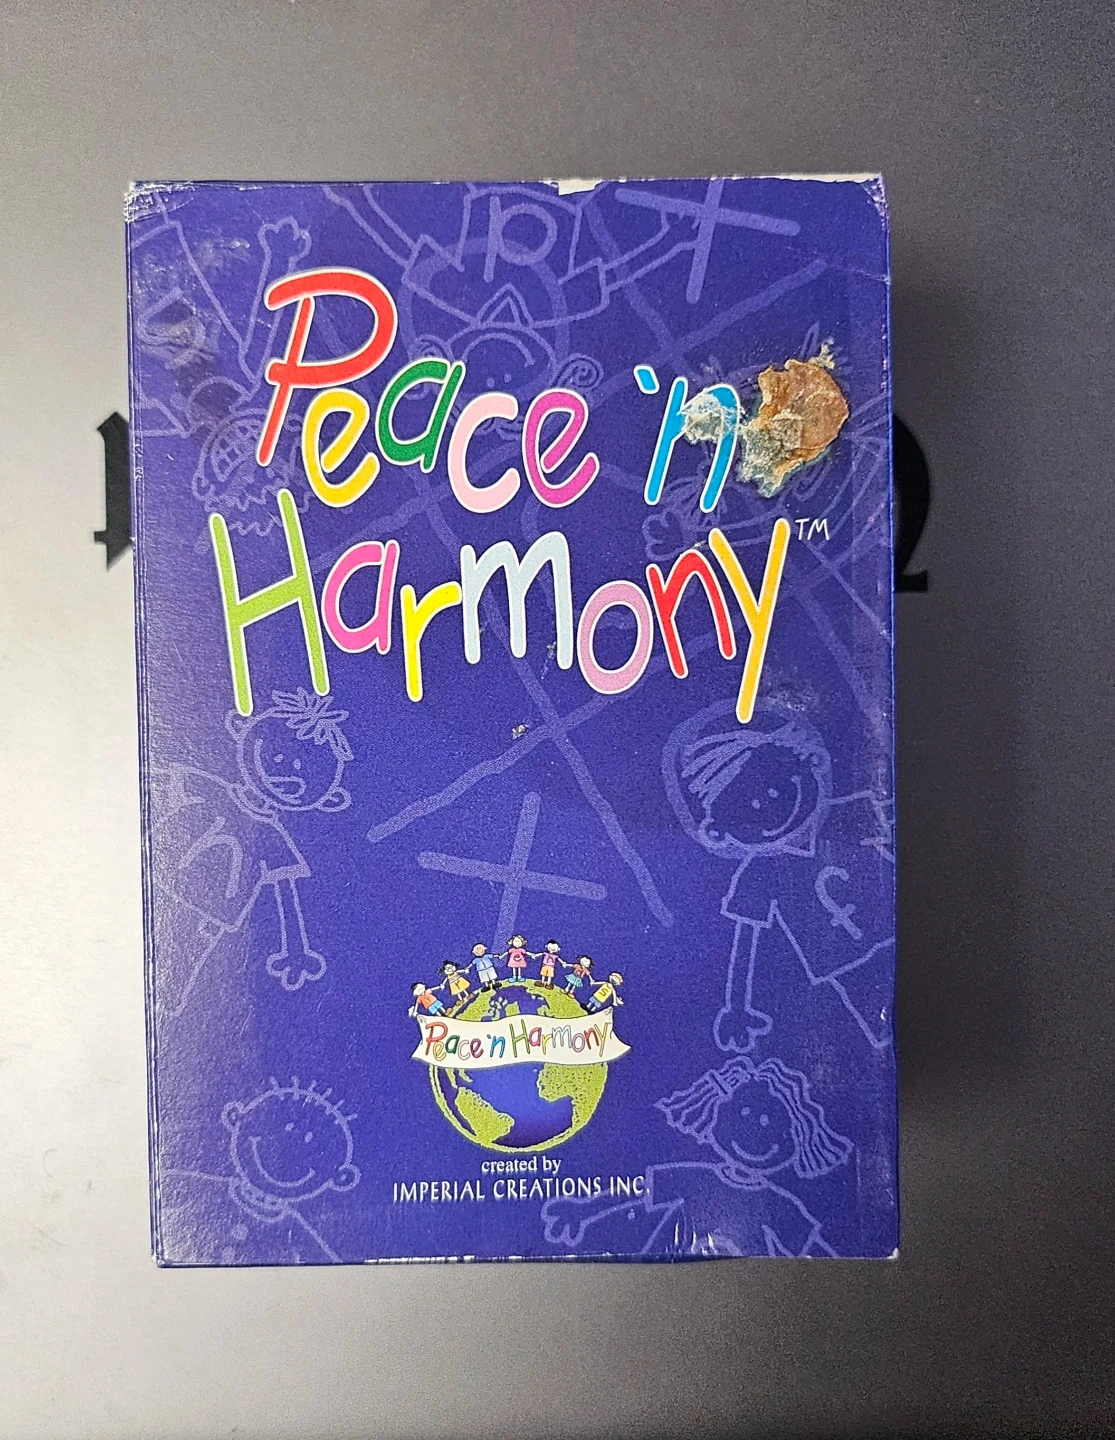 Peace 'n
Harmony™
Peace 'n Harmony
created by
IMPERIAL CREATIONS INC.